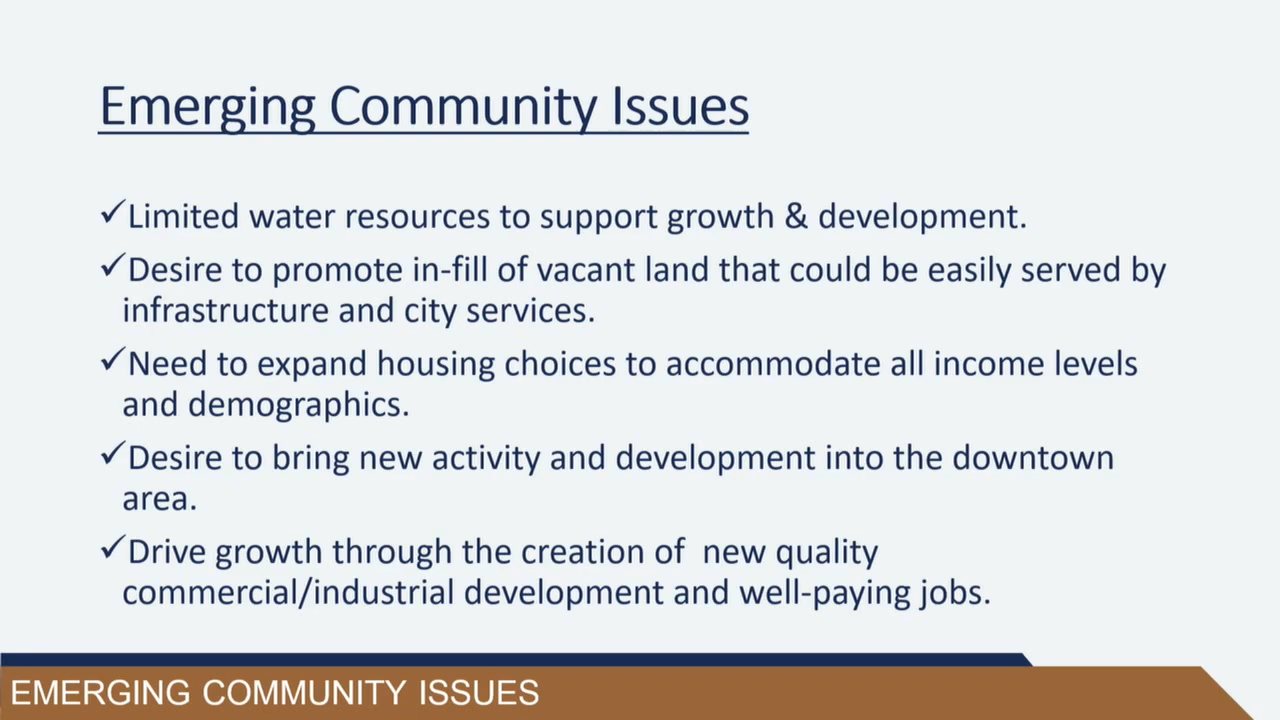 Emerging Community Issues
✓Limited water resources to support growth & development.
✓Desire to promote in-fill of vacant land that could be easily served by
infrastructure and city services.
✓Need to expand housing choices to accommodate all income levels
and demographics.
✓Desire to bring new activity and development into the downtown
area.
✓Drive growth through the creation of  new quality
commercial/industrial development and well-paying jobs.
EMERGING COMMUNITY ISSUES